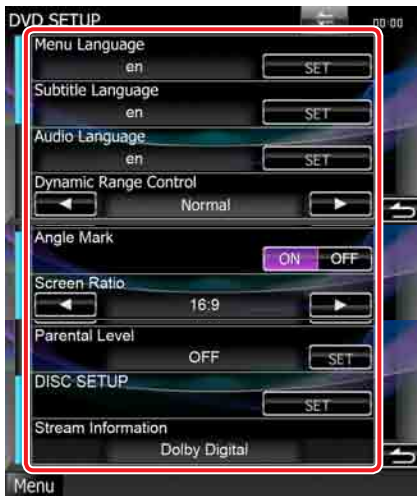 DVD SETUP 00:00
Menu Language
en SET
Subtitle Language
en SET
Audio Language
en SET
Dynamic Range Control
Normal
Angle Mark
ON OFF
Screen Ratio
16:9
Parental Level
OFF SET
DISC SETUP
SET
Stream Information
Dolby Digital
Menu